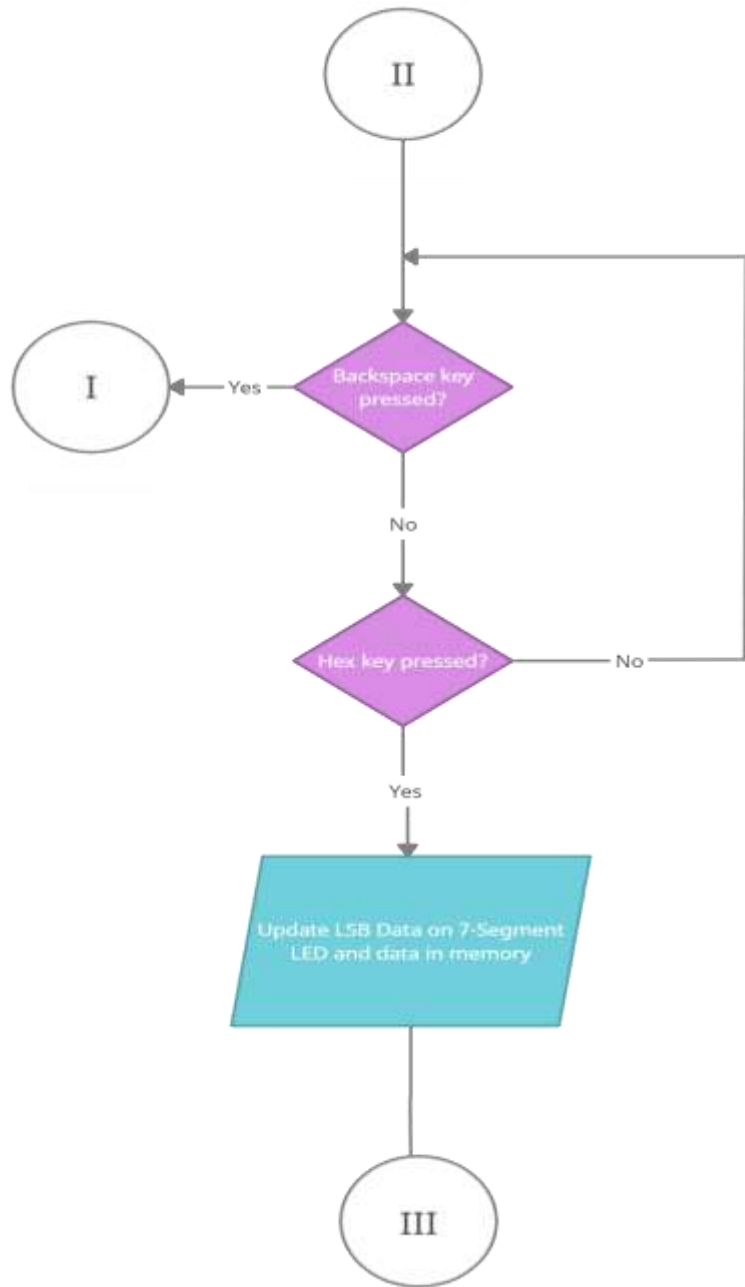 II
Backspace key
pressed?
Yes
I
No
Hex key pressed?
No
Yes
Update LSB Data on 7-Segment
LED and data in memory
III